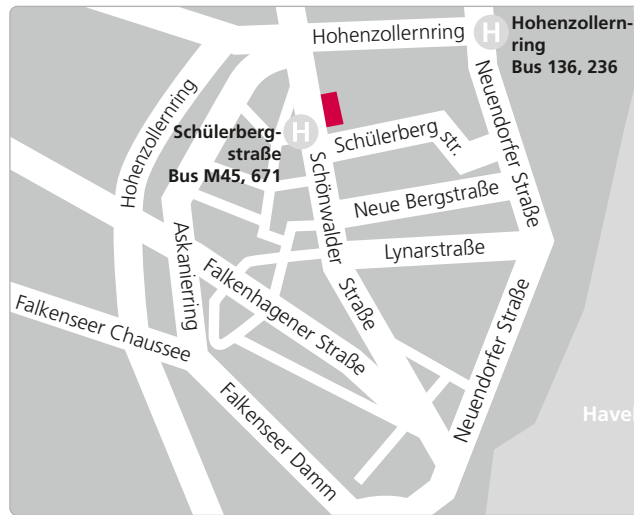 Hohenzollernring
H
Hohenzollern-
ring
Bus 136, 236
Hohenzollernring
Neuendorfer Straße
Schülerberg-
straße
Bus M45, 671
H
Schülerberg
str.
Schönwalder
Straße
Neue Bergstraße
Lynarstraße
Askanierring
Falkenhagener Straße
Falkenseer Chaussee
Neuendorfer Straße
Falkenseer Damm
Havel